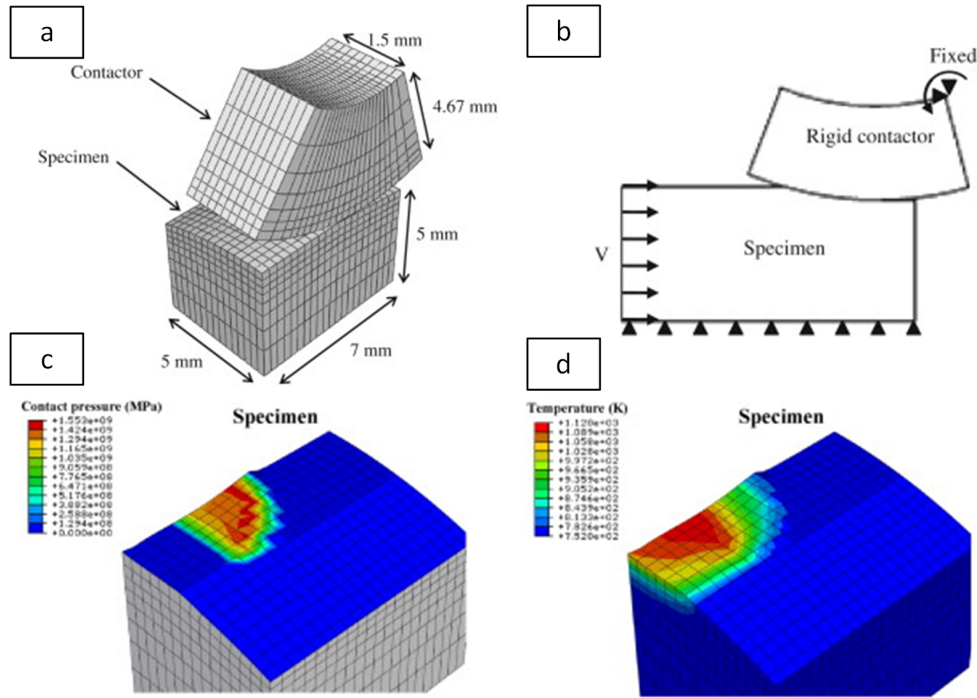 a
1.5 mm
Contactor
4.67 mm
Specimen
5 mm
5 mm
7 mm
b
Fixed
Rigid contactor
V
Specimen
c
Contact pressure (MPa)
Specimen
+1.553e+09
+1.424e+09
+1.294e+09
+1.165e+09
+1.035e+09
+9.059e+08
+7.765e+08
+6.471e+08
+5.176e+08
+3.882e+08
+2.588e+08
+1.294e+08
+0.000e+00
d
Temperature (K)
Specimen
+1.120e+03
+1.089e+03
+1.058e+03
+1.028e+03
+9.972e+02
+9.665e+02
+9.359e+02
+9.052e+02
+8.746e+02
+8.439e+02
+8.133e+02
+7.826e+02
+7.520e+02